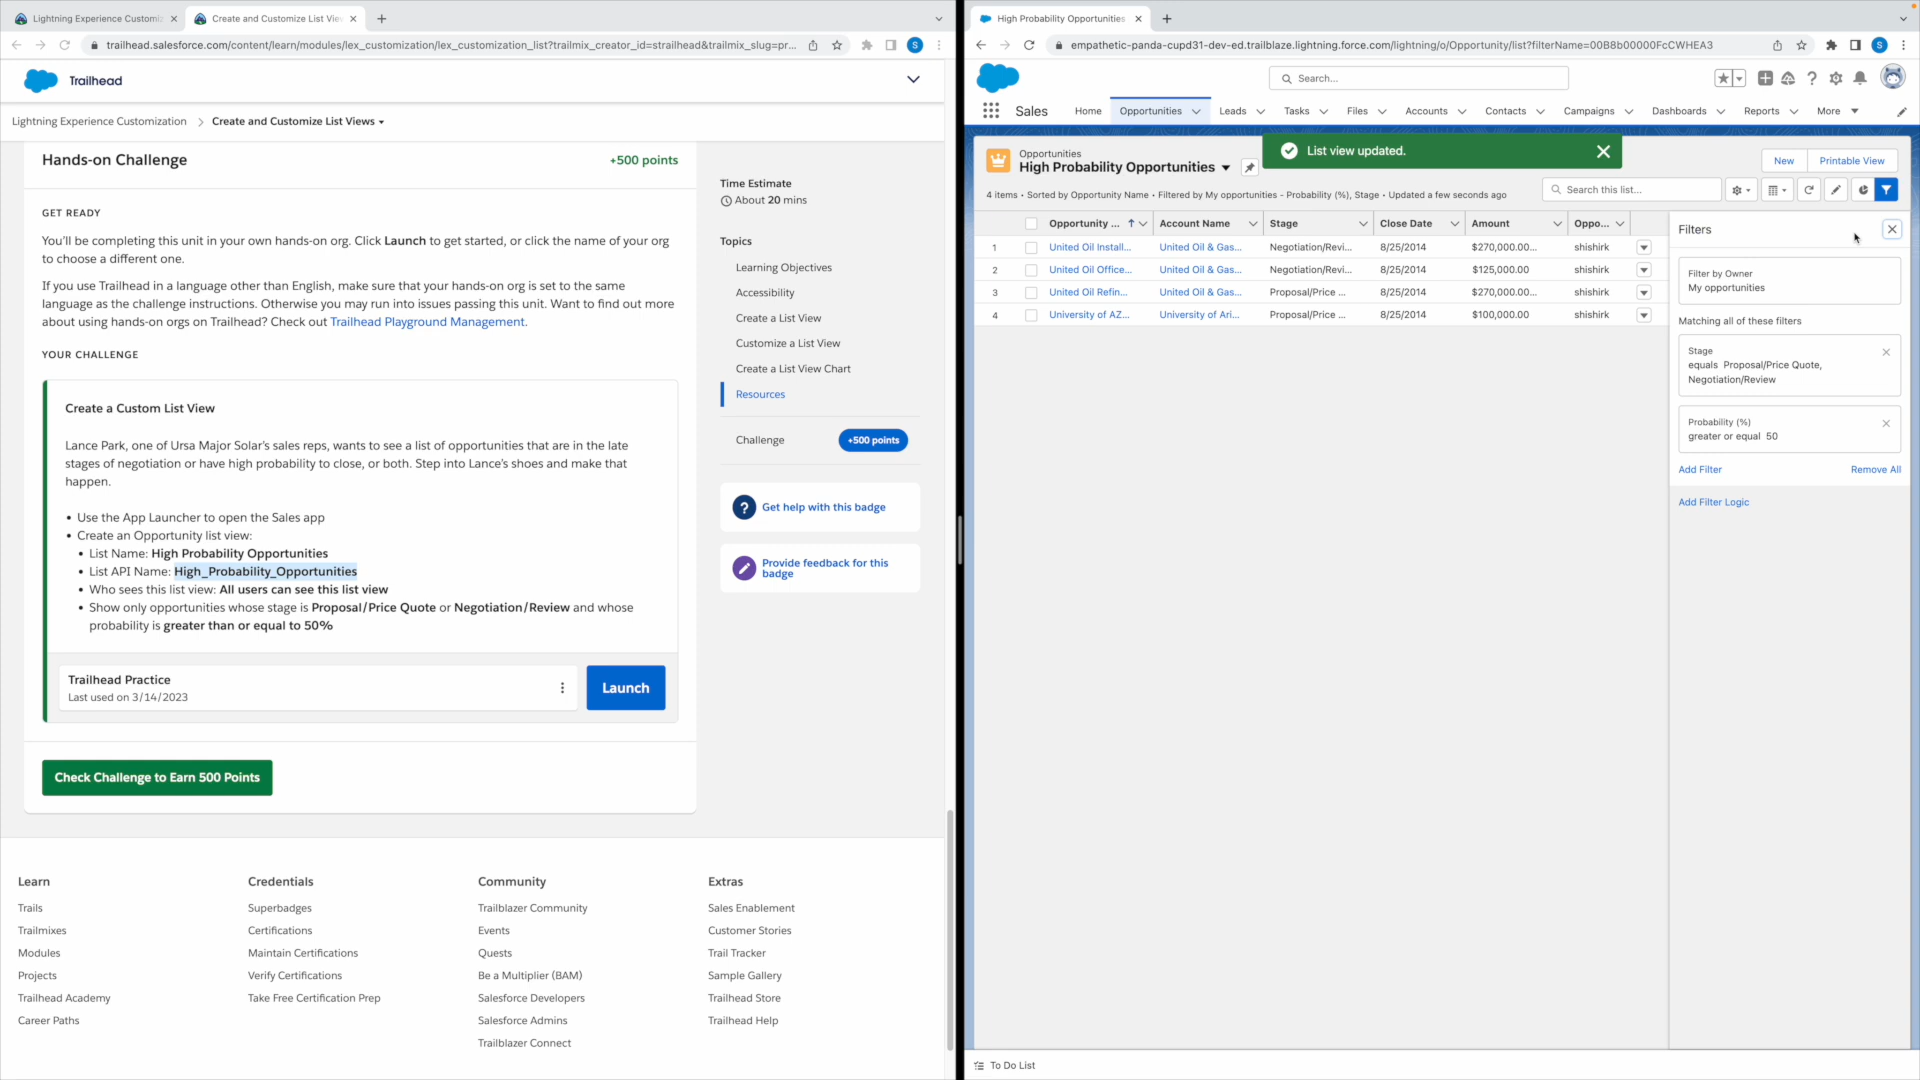 Lightning Experience Customiz
Create and Customize List View
trailhead.salesforce.com/content/learn/modules/lex_customization/lex_customization_list?trailmix_creator_id=strailhead&trailmix_slug=pr...
S
Trailhead
Lightning Experience Customization
Create and Customize List Views
Hands-on Challenge
+500 points
GET READY
You'll be completing this unit in your own hands-on org. Click Launch to get started, or click the name of your org
to choose a different one.
If you use Trailhead in a language other than English, make sure that your hands-on org is set to the same
language as the challenge instructions. Otherwise you may run into issues passing this unit. Want to find out more
about using hands-on orgs on Trailhead? Check out Trailhead Playground Management.
YOUR CHALLENGE
Create a Custom List View
Lance Park, one of Ursa Major Solar's sales reps, wants to see a list of opportunities that are in the late
stages of negotiation or have high probability to close, or both. Step into Lance's shoes and make that
happen.
• Use the App Launcher to open the Sales app
• Create an Opportunity list view:
• List Name: High Probability Opportunities
• List API Name: High_Probability_Opportunities
• Who sees this list view: All users can see this list view
• Show only opportunities whose stage is Proposal/Price Quote or Negotiation/Review and whose
probability is greater than or equal to 50%
Trailhead Practice
Last used on 3/14/2023
Launch
Check Challenge to Earn 500 Points
Time Estimate
About 20 mins
Topics
Learning Objectives
Accessibility
Create a List View
Customize a List View
Create a List View Chart
Resources
Challenge
+500 points
Get help with this badge
Provide feedback for this
badge
Learn
Trails
Trailmixes
Modules
Projects
Trailhead Academy
Career Paths
Credentials
Superbadges
Certifications
Maintain Certifications
Verify Certifications
Take Free Certification Prep
Community
Trailblazer Community
Events
Quests
Be a Multiplier (BAM)
Salesforce Developers
Salesforce Admins
Trailblazer Connect
Extras
Sales Enablement
Customer Stories
Trail Tracker
Sample Gallery
Trailhead Store
Trailhead Help
High Probability Opportunities
empathetic-panda-cupd31-dev-ed.trailblaze.lightning.force.com/lightning/o/Opportunity/list?filterName=00B8b00000FcCWHEA3
S
Search...
Sales
Home
Opportunities
Leads
Tasks
Files
Accounts
Contacts
Campaigns
Dashboards
Reports
More
Opportunities
High Probability Opportunities
List view updated.
New
Printable View
4 items • Sorted by Opportunity Name • Filtered by My opportunities - Probability (%), Stage • Updated a few seconds ago
Search this list...
Opportunity ... Account Name Stage Close Date Amount Oppo...
1 United Oil Install... United Oil & Gas... Negotiation/Revi... 8/25/2014 $270,000.00... shishirk
2 United Oil Office... United Oil & Gas... Negotiation/Revi... 8/25/2014 $125,000.00 shishirk
3 United Oil Refin... United Oil & Gas... Proposal/Price ... 8/25/2014 $270,000.00... shishirk
4 University of AZ... University of Ari... Proposal/Price ... 8/25/2014 $100,000.00 shishirk
Filters
Filter by Owner
My opportunities
Matching all of these filters
Stage
equals Proposal/Price Quote,
Negotiation/Review
Probability (%)
greater or equal 50
Add Filter
Remove All
Add Filter Logic
To Do List